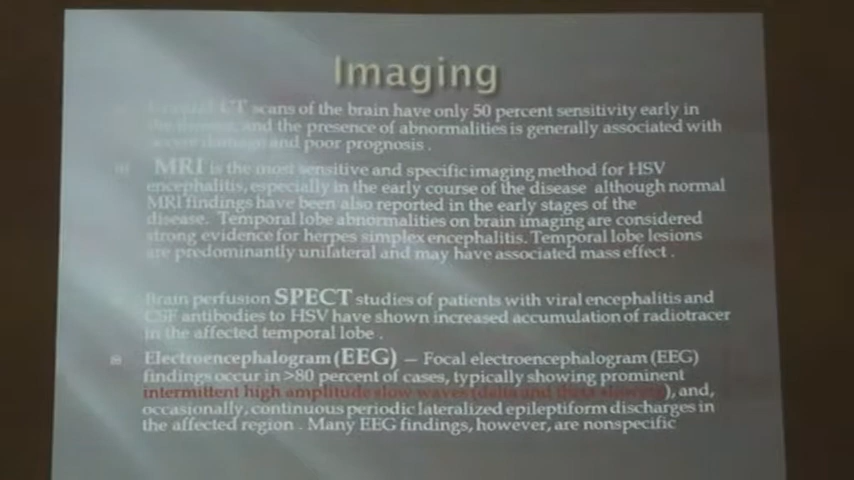 Imaging
CT scans of the brain have only 50 percent sensitivity early in
and the presence of abnormalities is generally associated with
severe damage and poor prognosis .
MRI is the most sensitive and specific imaging method for HSV
encephalitis, especially in the early course of the disease although normal
MRI findings have been also reported in the early stages of the
disease. Temporal lobe abnormalities on brain imaging are considered
strong evidence for herpes simplex encephalitis. Temporal lobe lesions
are predominantly unilateral and may have associated mass effect .
Brain perfusion SPECT studies of patients with viral encephalitis and
CSF antibodies to HSV have shown increased accumulation of radiotracer
in the affected temporal lobe .
Electroencephalogram (EEG) — Focal electroencephalogram (EEG)
findings occur in >80 percent of cases, typically showing prominent
intermittent high amplitude slow waves (delta and theta slowing), and,
occasionally, continuous periodic lateralized epileptiform discharges in
the affected region . Many EEG findings, however, are nonspecific